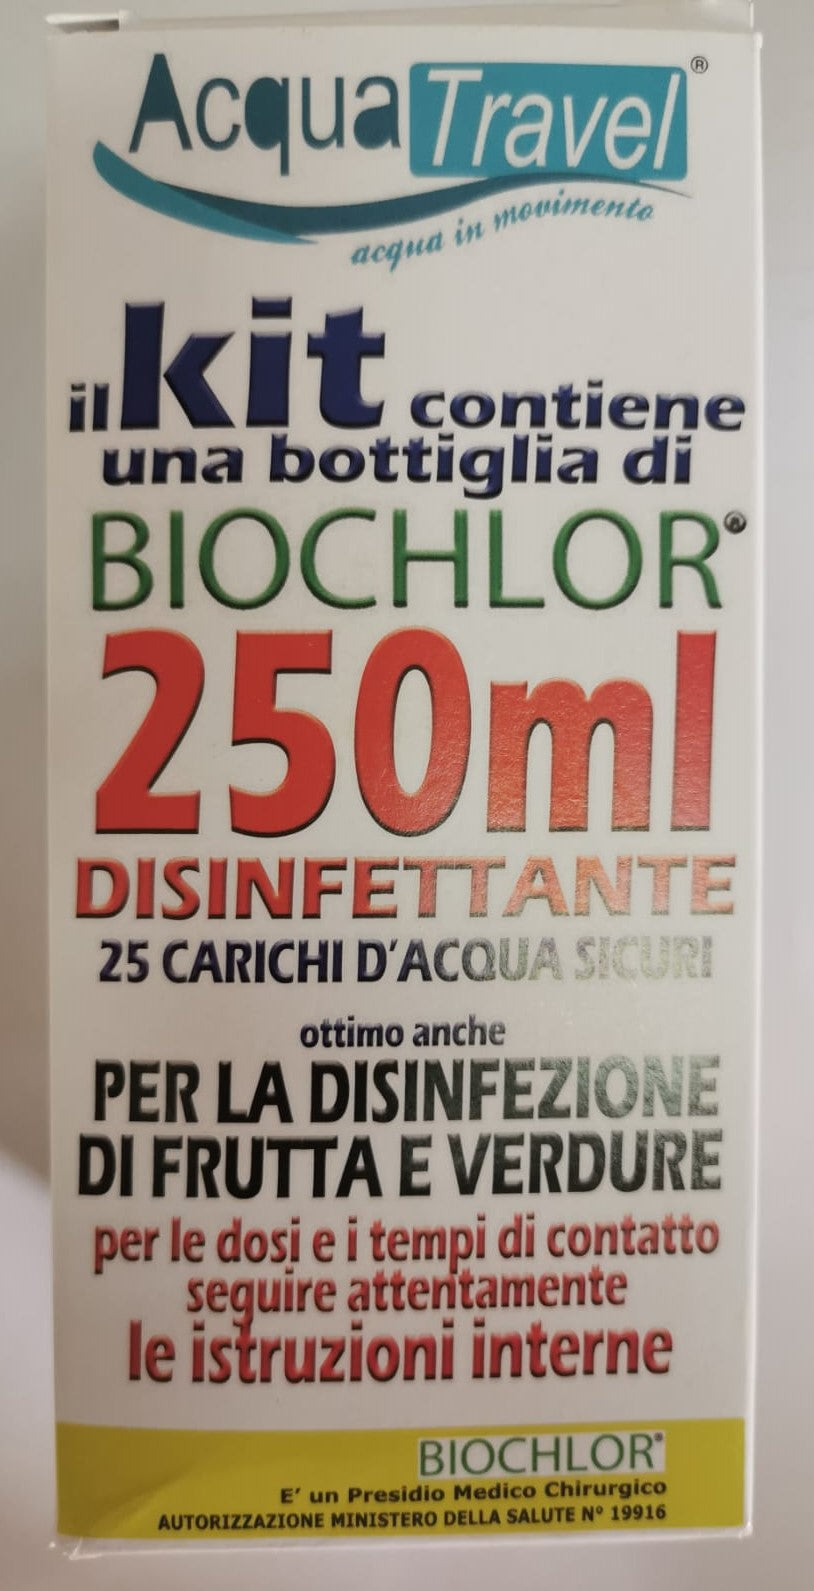 Acqua Travel®
acqua in movimento
il kit contiene
una bottiglia di
BIOCHLOR®
250ml
DISINFETTANTE
25 CARICHI D'ACQUA SICURI
ottimo anche
PER LA DISINFEZIONE
DI FRUTTA E VERDURE
per le dosi e i tempi di contatto
seguire attentamente
le istruzioni interne
BIOCHLOR®
E' un Presidio Medico Chirurgico
AUTORIZZAZIONE MINISTERO DELLA SALUTE N° 19916